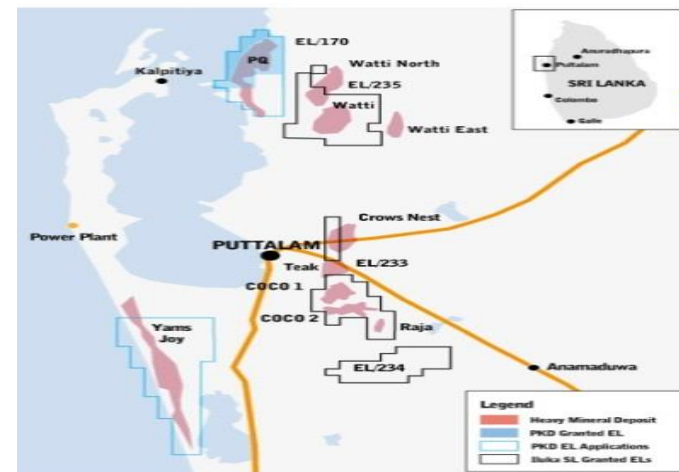 EL/170
PQ
Kalpitiya
Watti North
EL/235
Watti
Watti East
Anuradhapura
Puttalam
SRI LANKA
Colombo
Galle
Crows Nest
Power Plant
PUTTALAM
Teak
EL/233
COCO 1
COCO 2
Raja
Yams
Joy
EL/234
Anamaduwa
Legend
Heavy Mineral Deposit
PKD Granted EL
PKD EL Applications
Iluka SL Granted ELs